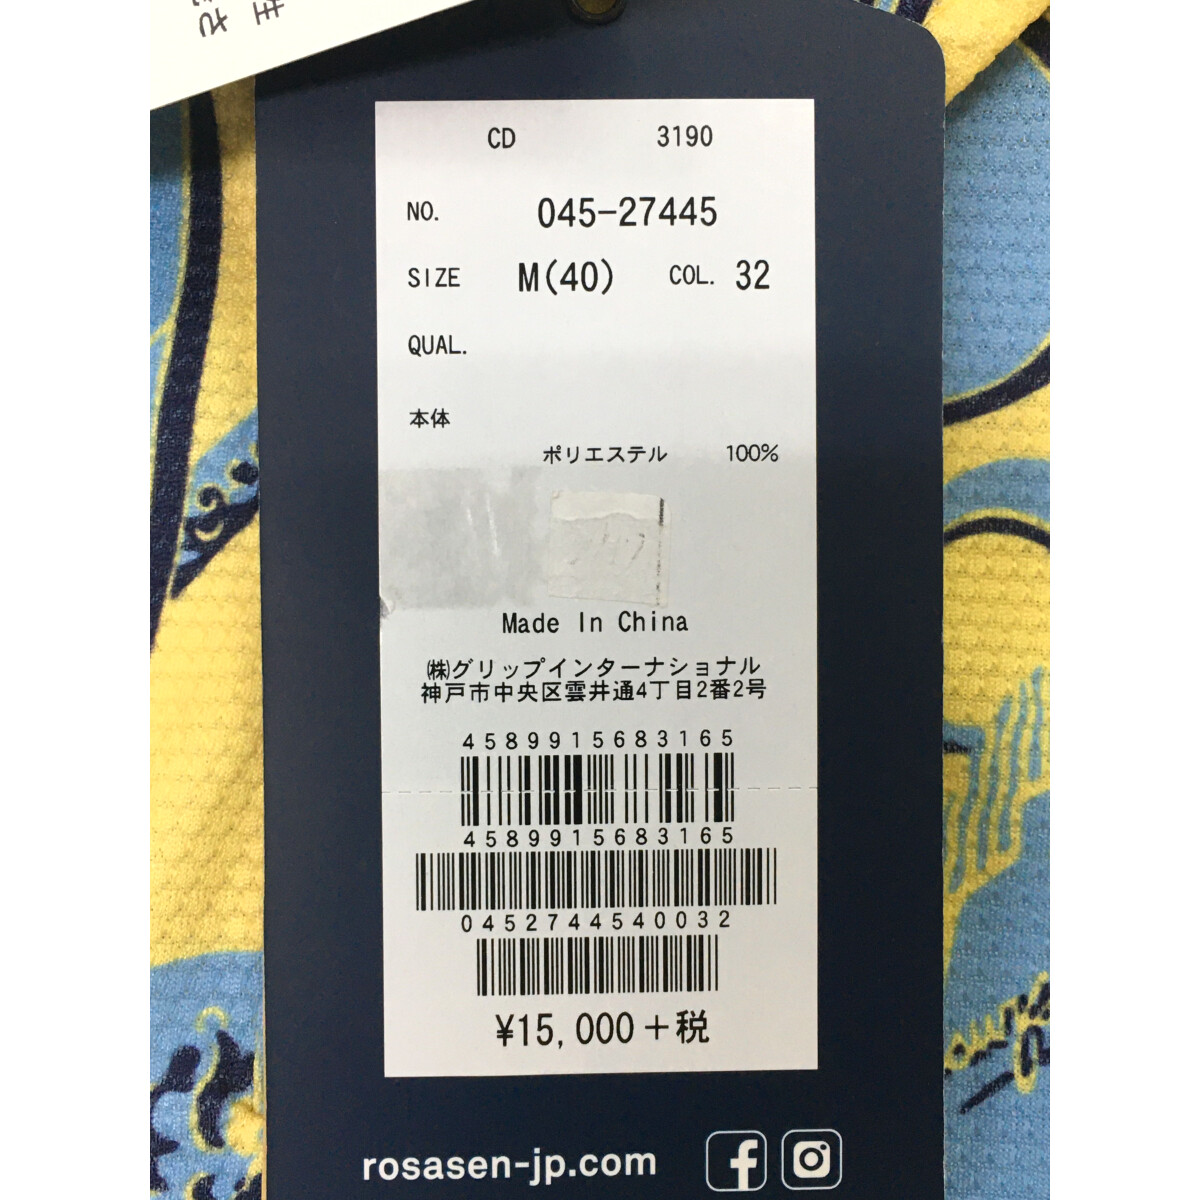 CD 3190
NO. 045-27445
SIZE M(40) COL. 32
QUAL.
本体
ポリエステル 100%
Made In China
㈱グリップインターナショナル
神戸市中央区雲井通4丁目2番2号
4589915683165
4589915683165
0452744540032
¥15,000+税
rosasen-jp.com